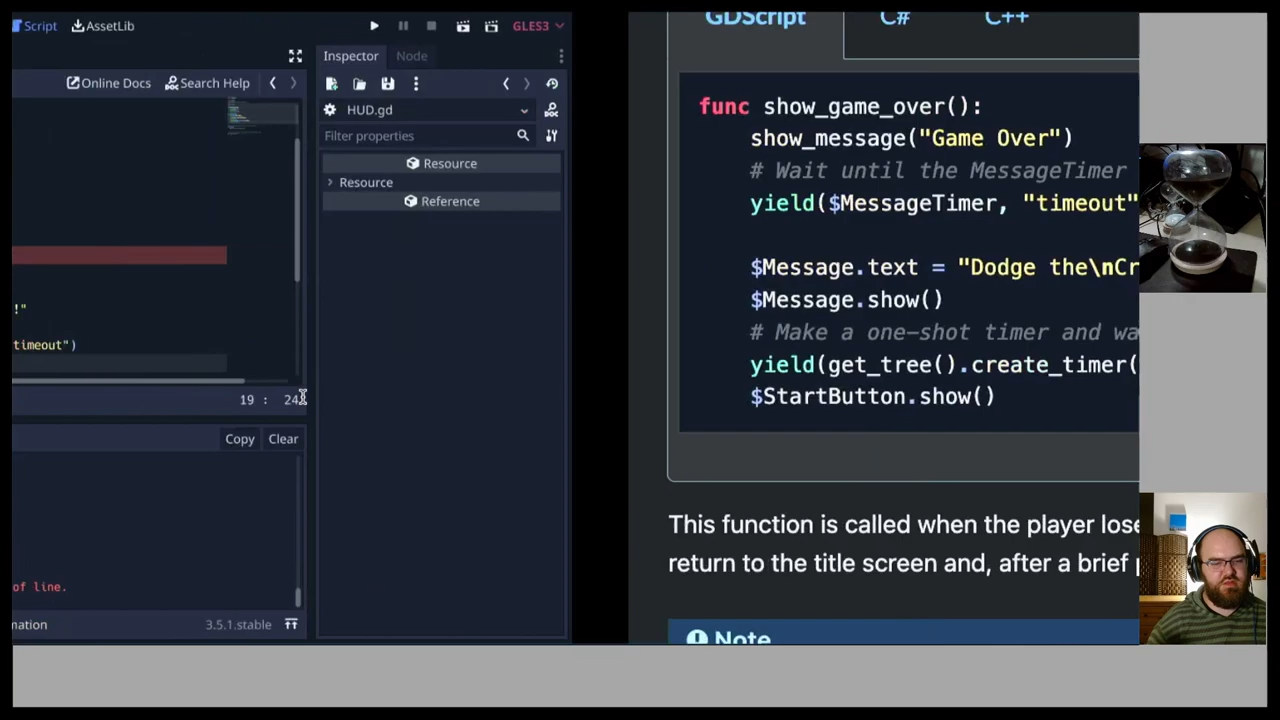 Script AssetLib GLES3
Inspector Node
Online Docs Search Help
HUD.gd
Filter properties
Resource
Resource
Reference
!"
timeout")
19 : 24
Copy Clear
of line.
mation 3.5.1.stable
GDScript C# C++
func show_game_over():
show_message("Game Over")
# Wait until the MessageTimer
yield($MessageTimer, "timeout"
$Message.text = "Dodge the\nCr
$Message.show()
# Make a one-shot timer and wa
yield(get_tree().create_timer(
$StartButton.show()
This function is called when the player lose
return to the title screen and, after a brief
Note